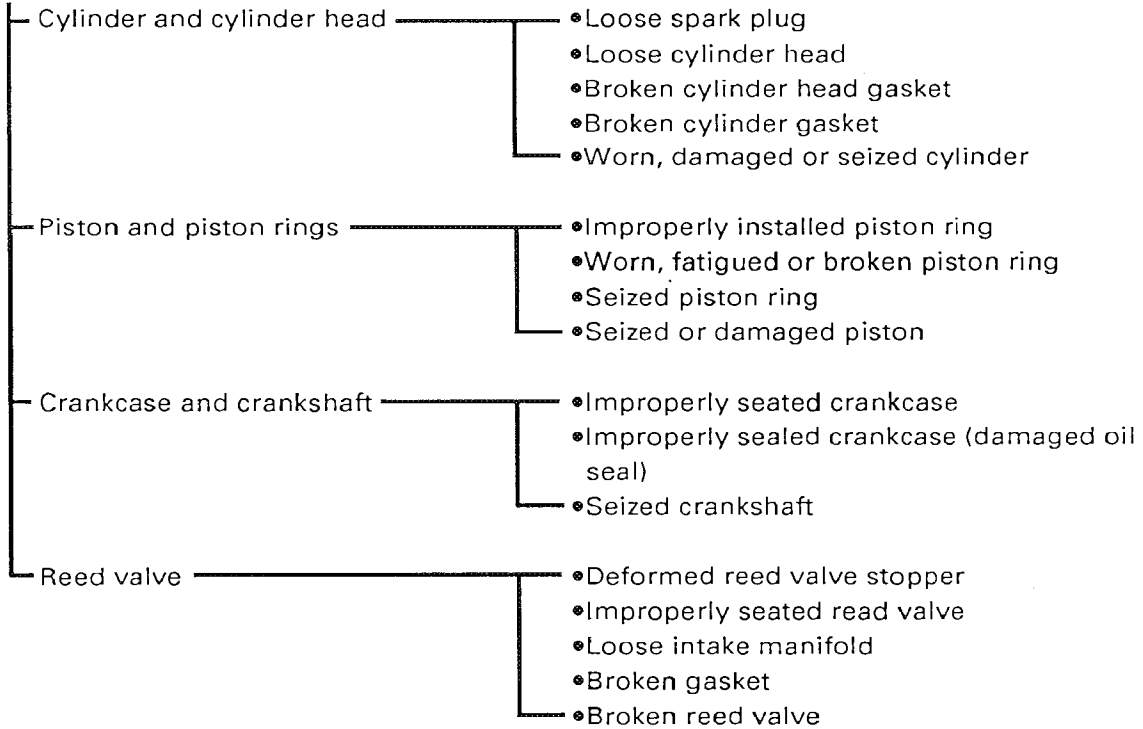 Cylinder and cylinder head
•Loose spark plug
•Loose cylinder head
•Broken cylinder head gasket
•Broken cylinder gasket
•Worn, damaged or seized cylinder
Piston and piston rings
•Improperly installed piston ring
•Worn, fatigued or broken piston ring
•Seized piston ring
•Seized or damaged piston
Crankcase and crankshaft
•Improperly seated crankcase
•Improperly sealed crankcase (damaged oil
seal)
•Seized crankshaft
Reed valve
•Deformed reed valve stopper
•Improperly seated read valve
•Loose intake manifold
•Broken gasket
•Broken reed valve